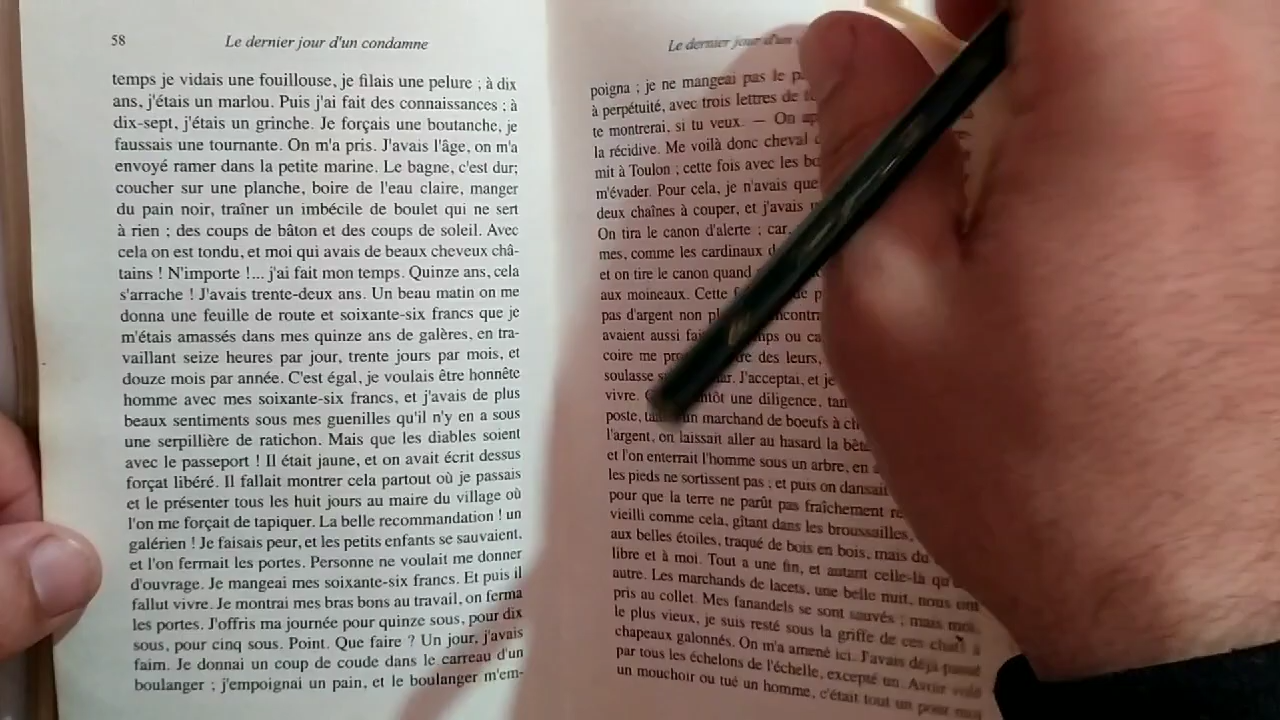 58
Le dernier jour d'un condamne
temps je vidais une fouillouse, je filais une pelure ; à dix
ans, j'étais un marlou. Puis j'ai fait des connaissances ; à
dix-sept, j'étais un grinche. Je forçais une boutanche, je
faussais une tournante. On m'a pris. J'avais l'âge, on m'a
envoyé ramer dans la petite marine. Le bagne, c'est dur;
coucher sur une planche, boire de l'eau claire, manger
du pain noir, traîner un imbécile de boulet qui ne sert
à rien ; des coups de bâton et des coups de soleil. Avec
cela on est tondu, et moi qui avais de beaux cheveux châ-
tains ! N'importe !... j'ai fait mon temps. Quinze ans, cela
s'arrache ! J'avais trente-deux ans. Un beau matin on me
donna une feuille de route et soixante-six francs que je
m'étais amassés dans mes quinze ans de galères, en tra-
vaillant seize heures par jour, trente jours par mois, et
douze mois par année. C'est égal, je voulais être honnête
homme avec mes soixante-six francs, et j'avais de plus
beaux sentiments sous mes guenilles qu'il n'y en a sous
une serpillière de ratichon. Mais que les diables soient
avec le passeport ! Il était jaune, et on avait écrit dessus
forçat libéré. Il fallait montrer cela partout où je passais
et le présenter tous les huit jours au maire du village où
l'on me forçait de tapiquer. La belle recommandation ! un
galérien ! Je faisais peur, et les petits enfants se sauvaient,
et l'on fermait les portes. Personne ne voulait me donner
d'ouvrage. Je mangeai mes soixante-six francs. Et puis il
fallut vivre. Je montrai mes bras bons au travail, on ferma
les portes. J'offris ma journée pour quinze sous, pour dix
sous, pour cinq sous. Point. Que faire ? Un jour, j'avais
faim. Je donnai un coup de coude dans le carreau d'un
boulanger ; j'empoignai un pain, et le boulanger m'em-
Le dernier jour d'un
poigna ; je ne mangeai pas le
à perpétuité, avec trois lettres de
te montrerai, si tu veux. — On
la récidive. Me voilà donc cheval
mit à Toulon ; cette fois avec les
m'évader. Pour cela, je n'avais que
deux chaînes à couper, et j'avais
On tira le canon d'alerte ; car,
mes, comme les cardinaux
et on tire le canon quand
aux moineaux. Cette
pas d'argent non
avaient aussi
coire me des leurs,
soulasse J'acceptai, et je
vivre. une diligence,
poste, un marchand de boeufs à
l'argent, on laissait aller au hasard la
et l'on enterrait l'homme sous un arbre, en
les pieds ne sortissent pas ; et puis on dansait
pour que la terre ne parût pas fraîchement
vieilli comme cela, gîtant dans les broussailles,
aux belles étoiles, traqué de bois en bois, mais du
libre et à moi. Tout a une fin, et autant celle-là
autre. Les marchands de lacets, une belle nuit, nous ont
pris au collet. Mes fanandels se sont sauvés ; mais moi,
le plus vieux, je suis resté sous la griffe de ces chats à
chapeaux galonnés. On m'a amené ici. J'avais déjà passé
par tous les échelons de l'échelle, excepté un. Avoir volé
un mouchoir ou tué un homme, c'était tout un pour moi